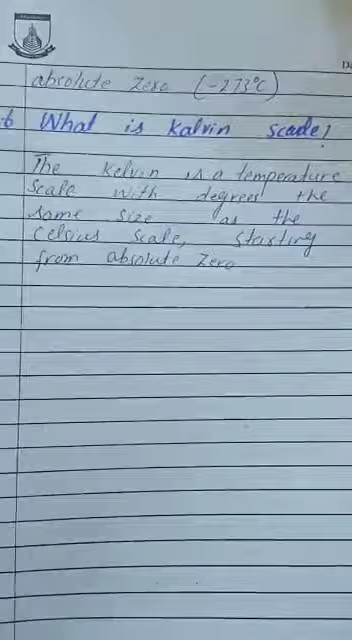 absolute Zero (-273°C)
6 What is Kalvin scale?
The Kelvin is a temperature
scale with degrees the
same size as the
Celsius scale, starting
from absolute Zero